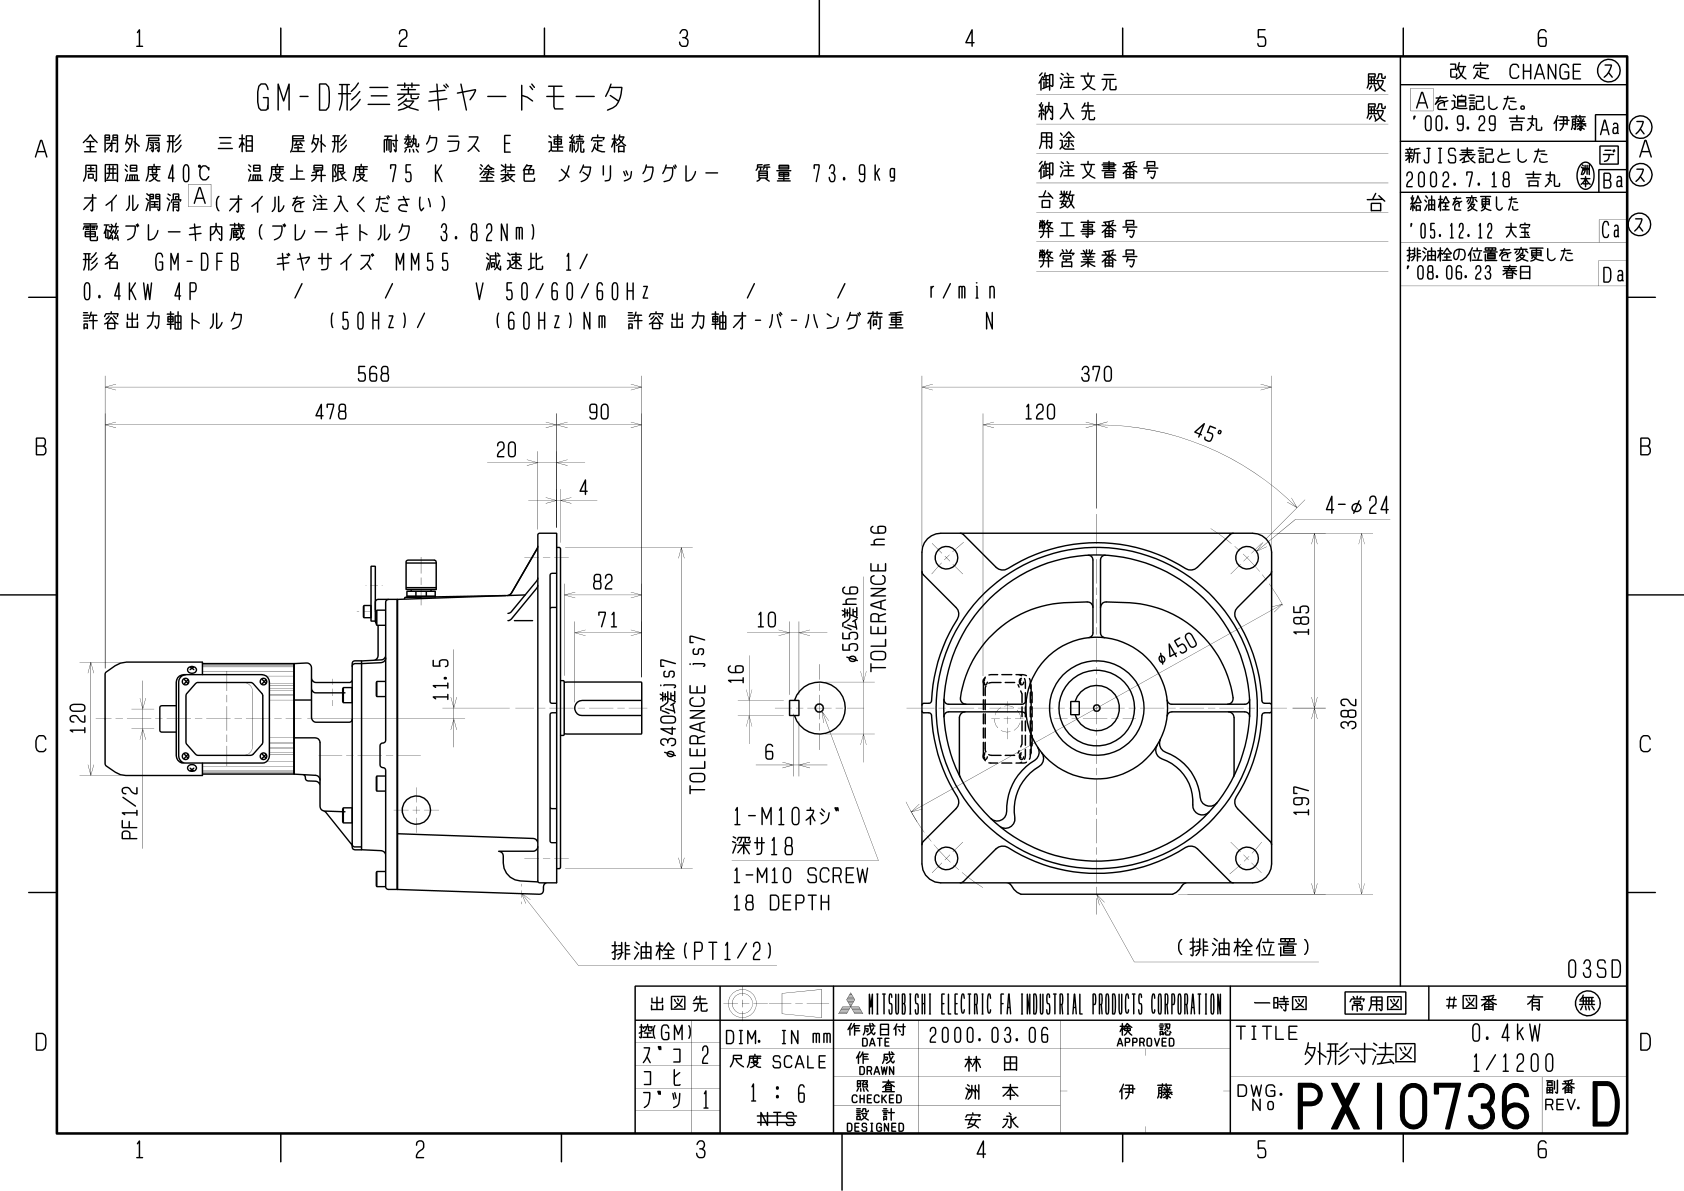 1 2 3 4 5 6
A
B
C
D
GM-D形三菱ギヤードモータ
全閉外扇形 三相 屋外形 耐熱クラス E 連続定格
周囲温度40℃ 温度上昇限度 75 K 塗装色 メタリックグレー 質量 73.9kg
オイル潤滑 A (オイルを注入ください)
電磁ブレーキ内蔵(ブレーキトルク 3.82Nm)
形名 GM-DFB ギヤサイズ MM55 減速比 1/
0.4KW 4P / / V 50/60/60Hz / / r/min
許容出力軸トルク (50Hz)/ (60Hz)Nm 許容出力軸オ-バ-ハング荷重 N
御注文元 殿
納入先 殿
用途
御注文書番号
台数 台
弊工事番号
弊営業番号
改定 CHANGE ス
Aを追記した。
'00.9.29 吉丸 伊藤 Aa ス
新JIS表記とした デ A
2002.7.18 吉丸 洲本 Ba ス
給油栓を変更した
'05.12.12 大宝 Ca ス
排油栓の位置を変更した
'08.06.23 春日 Da
A
B
C
D
568
478 90
20
4
82
71
11.5
120
PF1/2
φ340公差js7
TOLERANCE js7
排油栓(PT1/2)
10
16
6
φ55公差h6
TOLERANCE h6
1-M10ネジ
深サ18
1-M10 SCREW
18 DEPTH
370
120
45°
4-φ24
φ450
185
382
197
(排油栓位置)
03SD
出図先
控(GM)
ズコ 2
コヒ
ブツ 1
DIM. IN mm
尺度 SCALE
1 : 6
NTS
MITSUBISHI ELECTRIC FA INDUSTRIAL PRODUCTS CORPORATION
作成日付 DATE 2000.03.06
検認 APPROVED
作成 DRAWN 林田
照査 CHECKED 洲本
伊藤
設計 DESIGNED 安永
一時図 常用図 #図番 有 無
TITLE 0.4kW
外形寸法図 1/1200
DWG. No PX10736 副番 REV. D
1 2 3 4 5 6